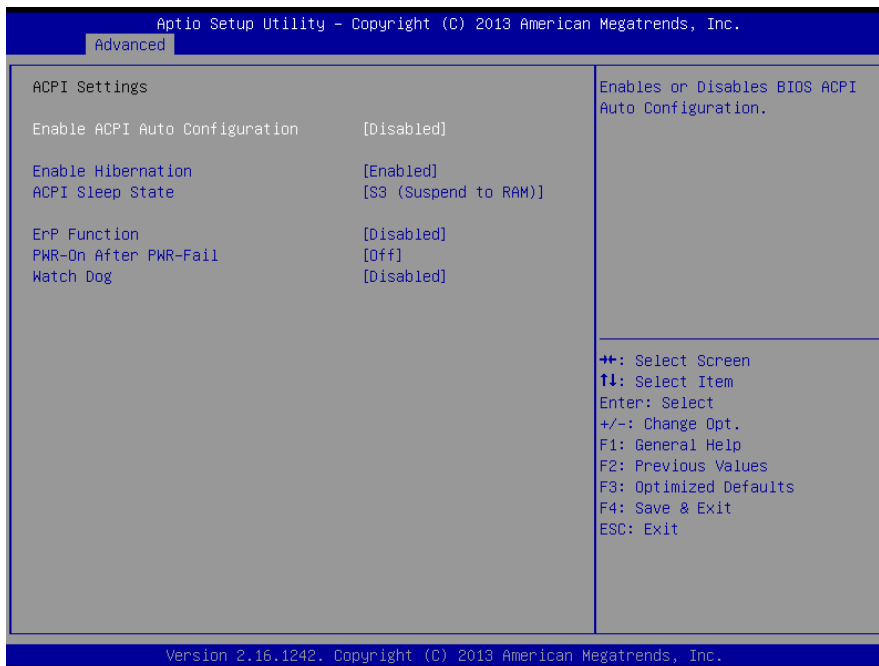 Aptio Setup Utility – Copyright (C) 2013 American Megatrends, Inc.
Advanced
ACPI Settings
Enable ACPI Auto Configuration [Disabled]
Enable Hibernation [Enabled]
ACPI Sleep State [S3 (Suspend to RAM)]
ErP Function [Disabled]
PWR-On After PWR-Fail [Off]
Watch Dog [Disabled]
Enables or Disables BIOS ACPI
Auto Configuration.
→←: Select Screen
↑↓: Select Item
Enter: Select
+/-: Change Opt.
F1: General Help
F2: Previous Values
F3: Optimized Defaults
F4: Save & Exit
ESC: Exit
Version 2.16.1242. Copyright (C) 2013 American Megatrends, Inc.